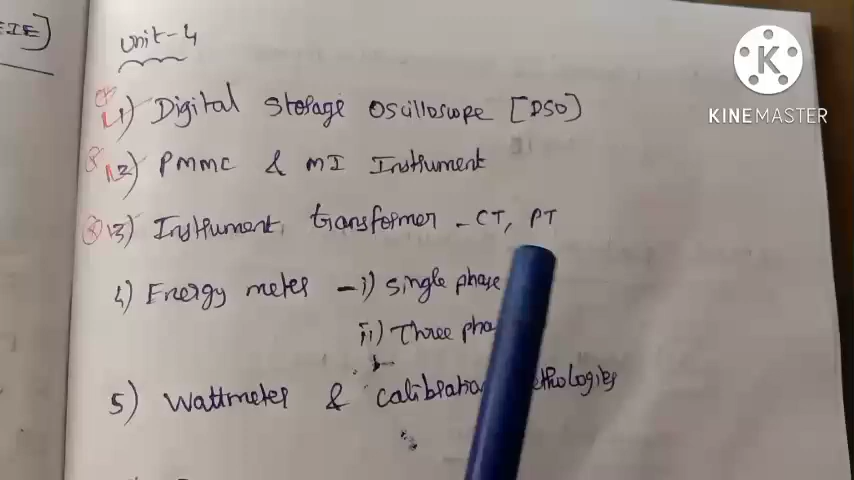 EIE]
Unit-4
1) Digital Storage Oscilloscope [DSO]
2) PMMC & MI Instrument
3) Instrument transformer - CT, PT
4) Energy meter - i) Single phase
ii) Three pha
5) Wattmeter & calibration
K
KINEMASTER